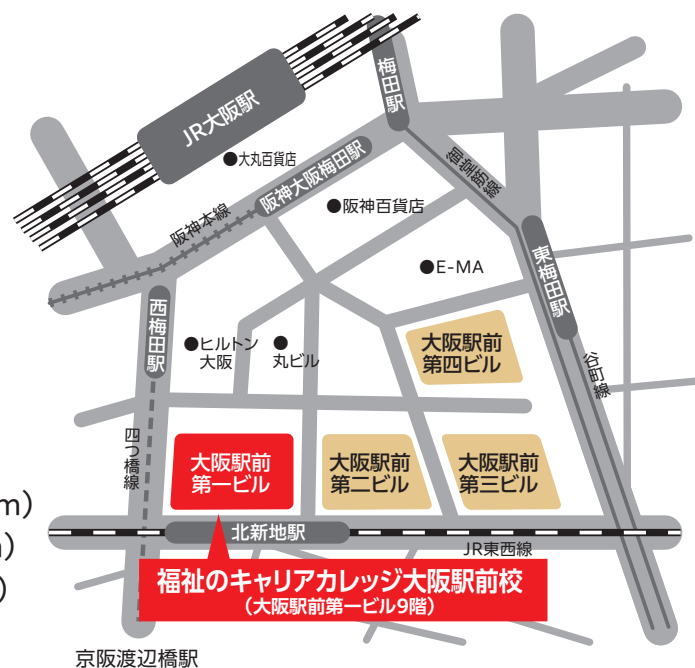 JR大阪駅
梅田駅
大丸百貨店
阪神大阪梅田駅
御堂筋線
阪神本線
阪神百貨店
E-MA
東梅田駅
西梅田駅
ヒルトン
大阪
丸ビル
大阪駅前
第四ビル
谷町線
四つ橋線
大阪駅前
第一ビル
大阪駅前
第二ビル
大阪駅前
第三ビル
m）
）
）
北新地駅
JR東西線
福祉のキャリアカレッジ大阪駅前校
（大阪駅前第一ビル9階）
京阪渡辺橋駅